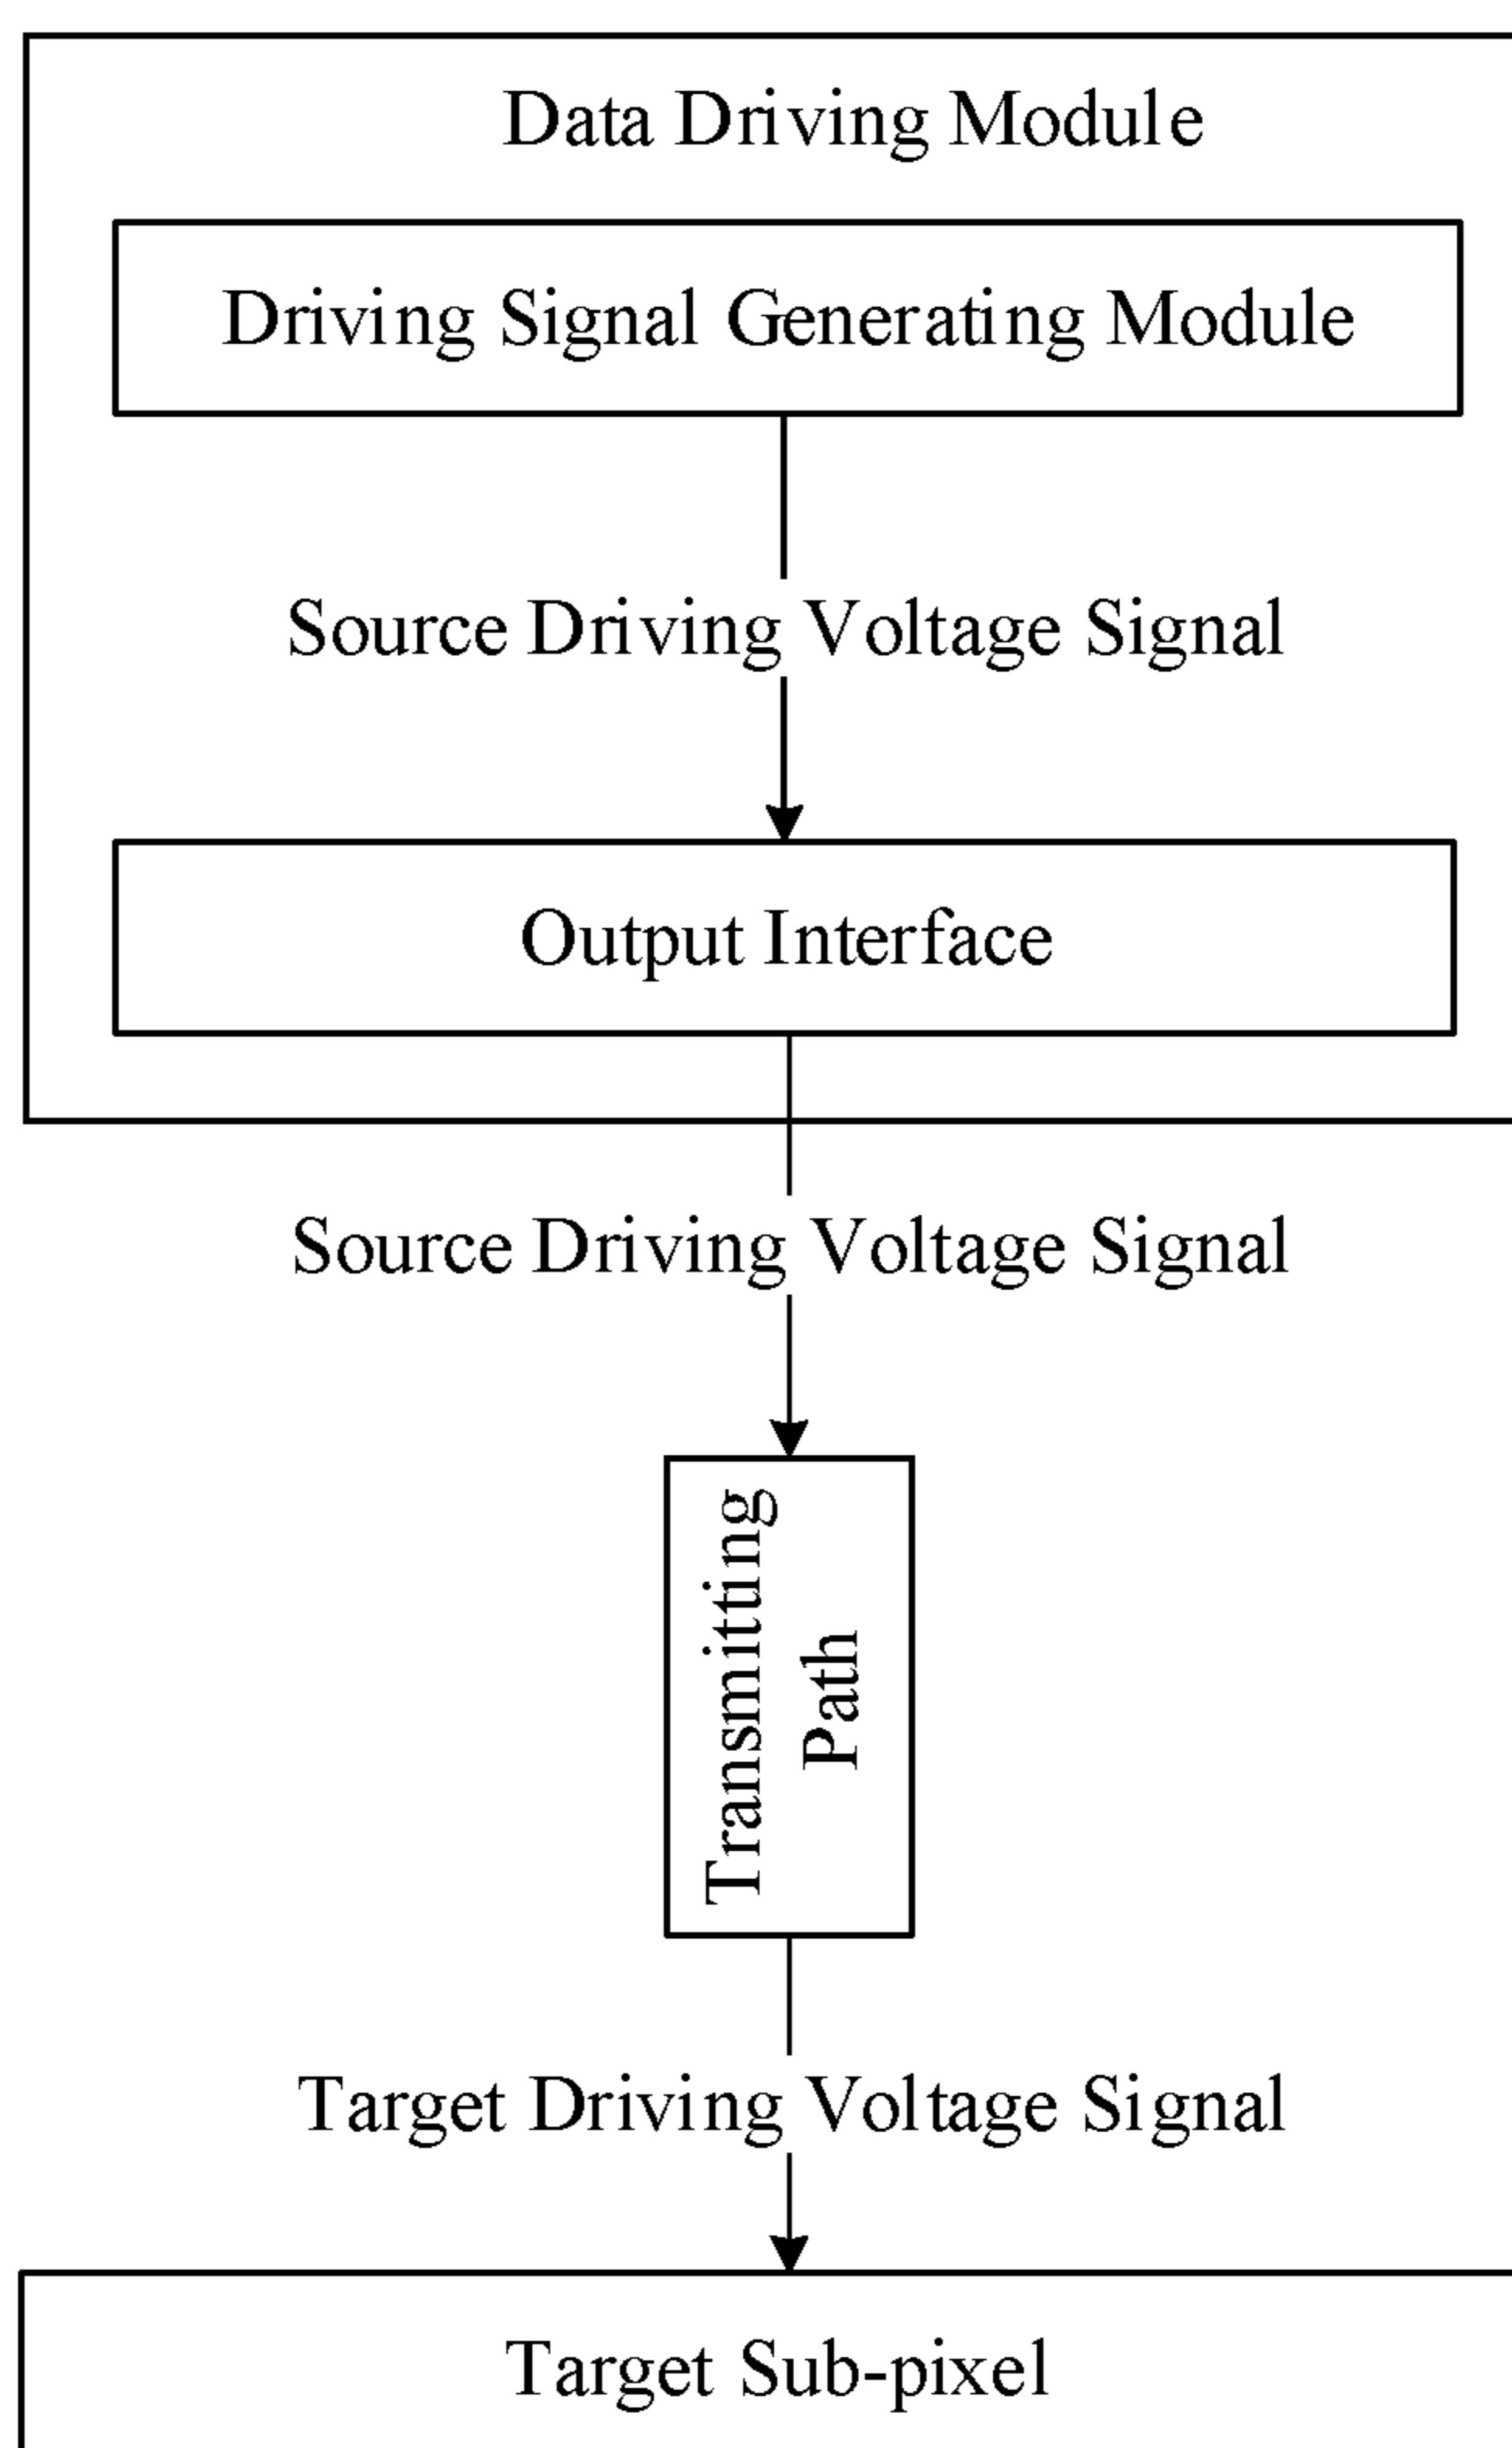 Data Driving Module
Driving Signal Generating Module
Source Driving Voltage Signal
Output Interface
Source Driving Voltage Signal
Transmitting
Path
Target Driving Voltage Signal
Target Sub-pixel